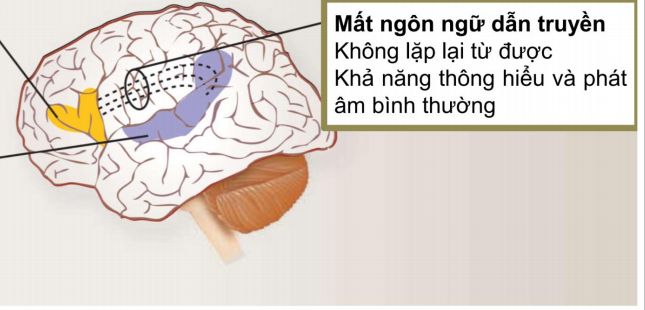 Mất ngôn ngữ dẫn truyền
Không lặp lại từ được
Khả năng thông hiểu và phát
âm bình thường